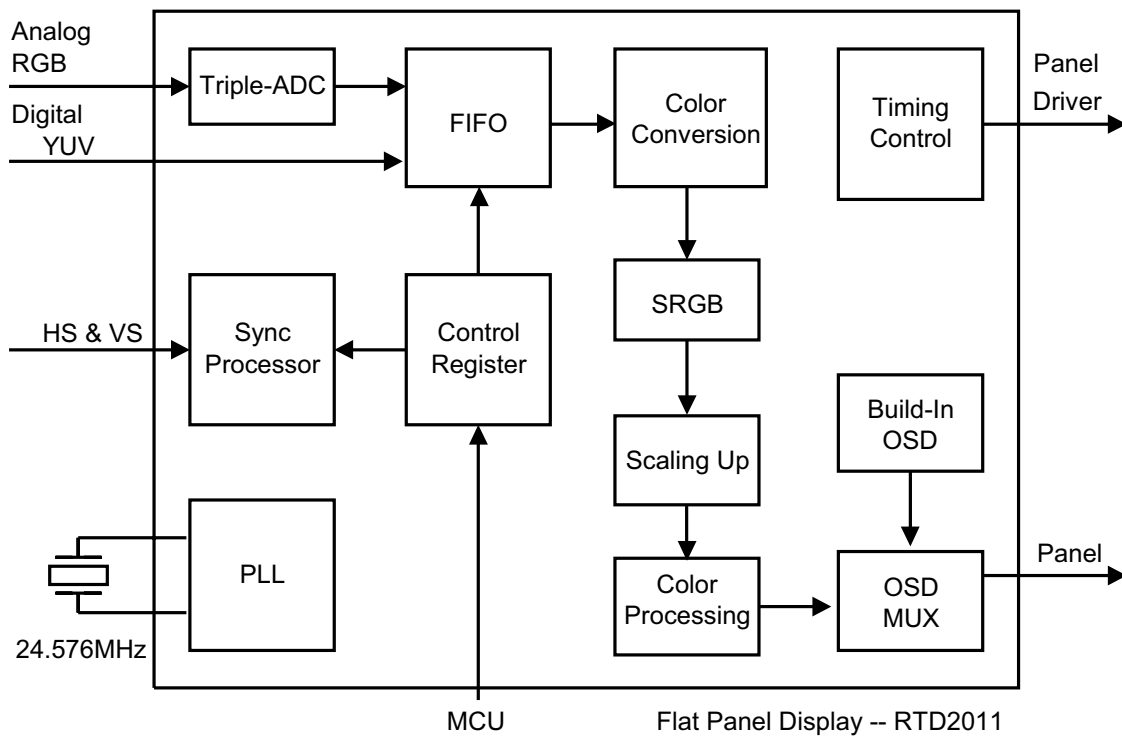 Analog
RGB
Triple-ADC
Digital
YUV
FIFO
Color
Conversion
Timing
Control
Panel
Driver
HS & VS
Sync
Processor
Control
Register
SRGB
Scaling Up
Build-In
OSD
PLL
24.576MHz
Color
Processing
OSD
MUX
Panel
MCU
Flat Panel Display -- RTD2011